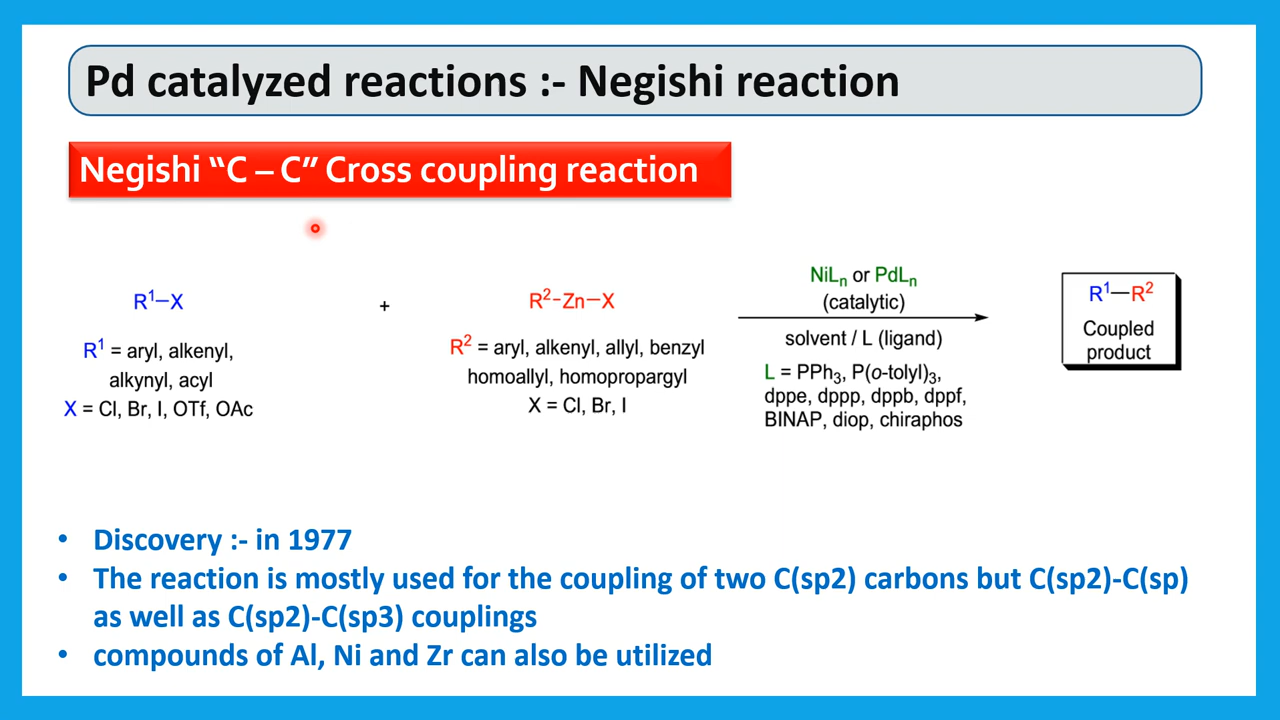 Pd catalyzed reactions :- Negishi reaction
Negishi “C – C” Cross coupling reaction
R¹–X
+
R²-Zn–X
NiLₙ or PdLₙ
(catalytic)
solvent / L (ligand)
R¹—R²
Coupled
product
R¹ = aryl, alkenyl,
alkynyl, acyl
X = Cl, Br, I, OTf, OAc
R² = aryl, alkenyl, allyl, benzyl
homoallyl, homopropargyl
X = Cl, Br, I
L = PPh₃, P(o-tolyl)₃,
dppe, dppp, dppb, dppf,
BINAP, diop, chiraphos
• Discovery :- in 1977
• The reaction is mostly used for the coupling of two C(sp2) carbons but C(sp2)-C(sp)
as well as C(sp2)-C(sp3) couplings
• compounds of Al, Ni and Zr can also be utilized